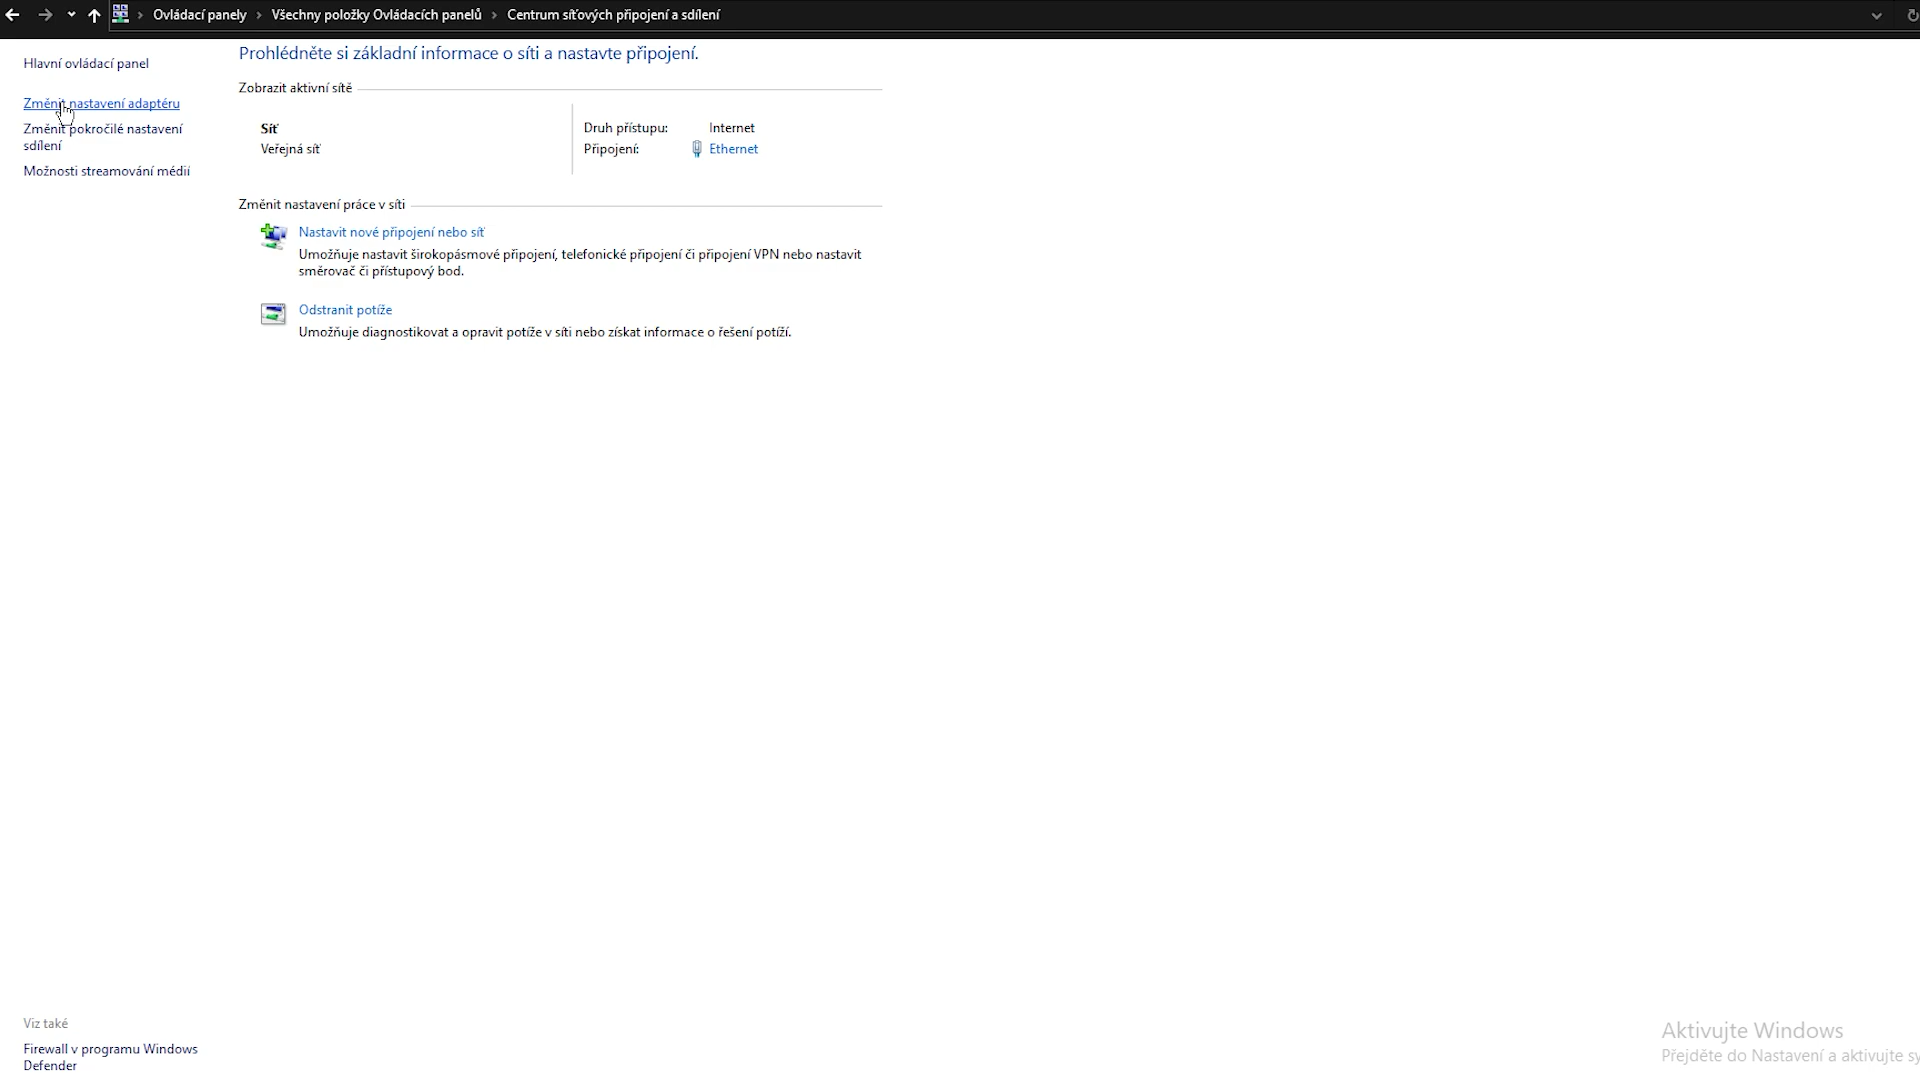 Ovládací panely > Všechny položky Ovládacích panelů > Centrum síťových připojení a sdílení
Hlavní ovládací panel
Změnit nastavení adaptéru
Změnit pokročilé nastavení
sdílení
Možnosti streamování médií
Prohlédněte si základní informace o síti a nastavte připojení.
Zobrazit aktivní sítě
Síť
Veřejná síť
Druh přístupu: Internet
Připojení: Ethernet
Změnit nastavení práce v síti
Nastavit nové připojení nebo síť
Umožňuje nastavit širokopásmové připojení, telefonické připojení či připojení VPN nebo nastavit
směrovač či přístupový bod.
Odstranit potíže
Umožňuje diagnostikovat a opravit potíže v síti nebo získat informace o řešení potíží.
Viz také
Firewall v programu Windows
Defender
Aktivujte Windows
Přejděte do Nastavení a aktivujte sy